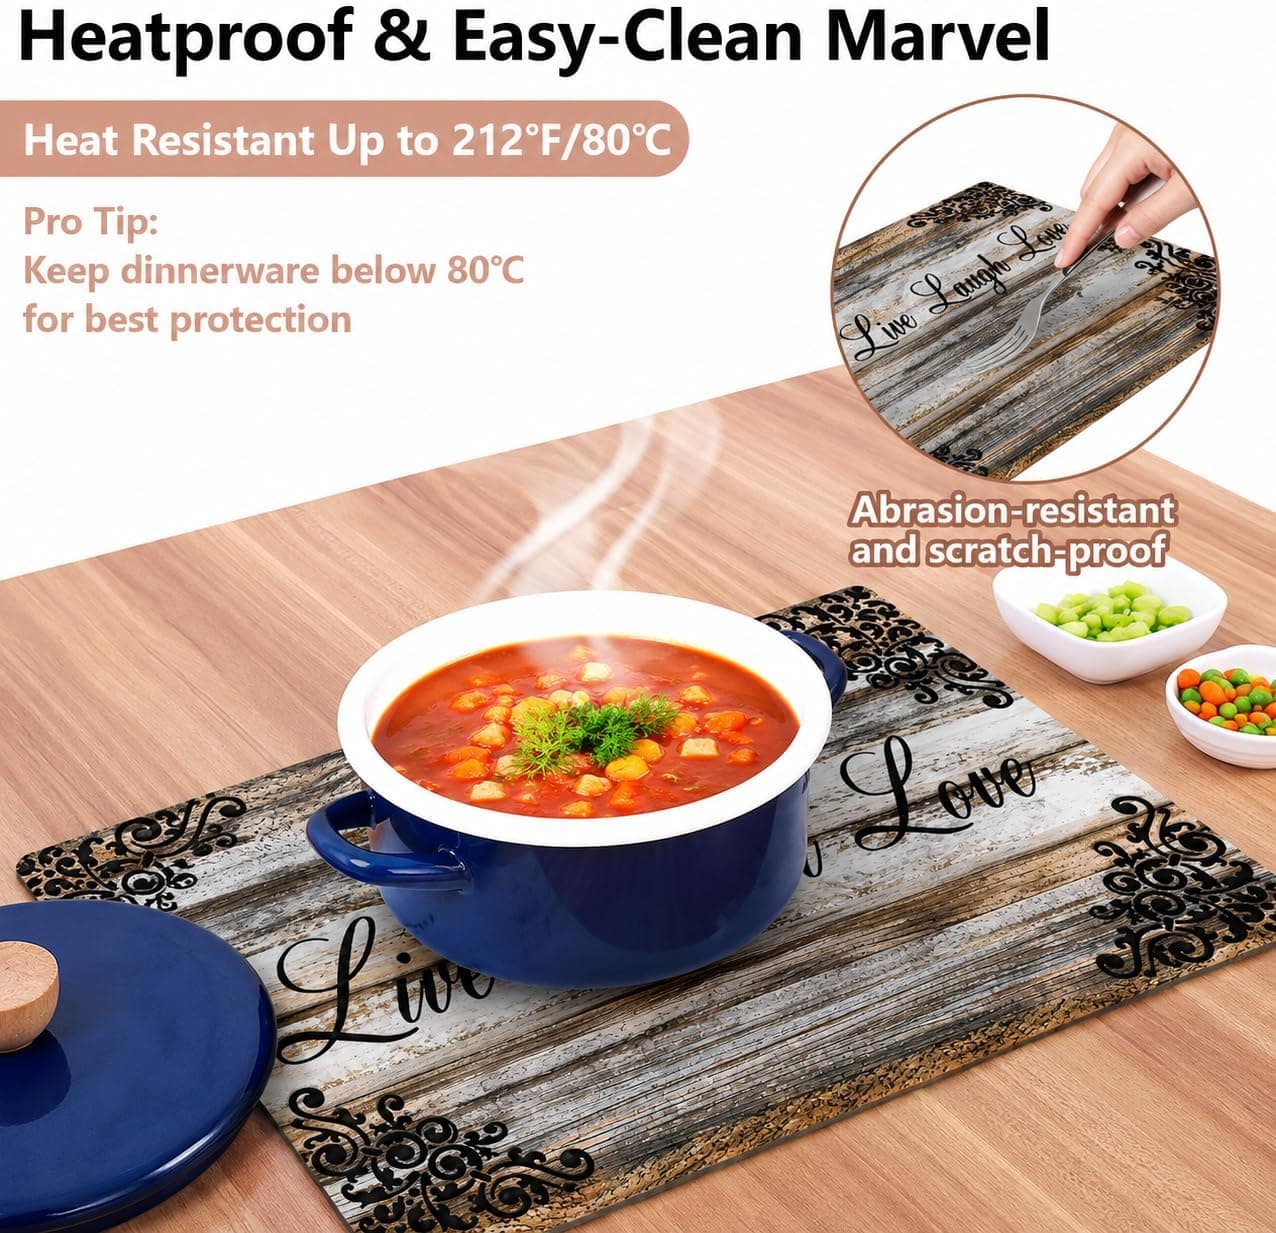 Heatproof & Easy-Clean Marvel
Heat Resistant Up to 212°F/80℃
Pro Tip:
Keep dinnerware below 80℃
for best protection
Live Laugh Love
Abrasion-resistant
and scratch-proof
Live
Love